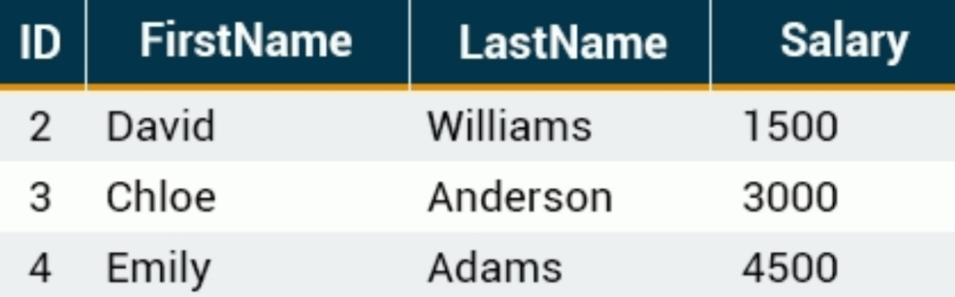 ID FirstName LastName Salary
2 David Williams 1500
3 Chloe Anderson 3000
4 Emily Adams 4500